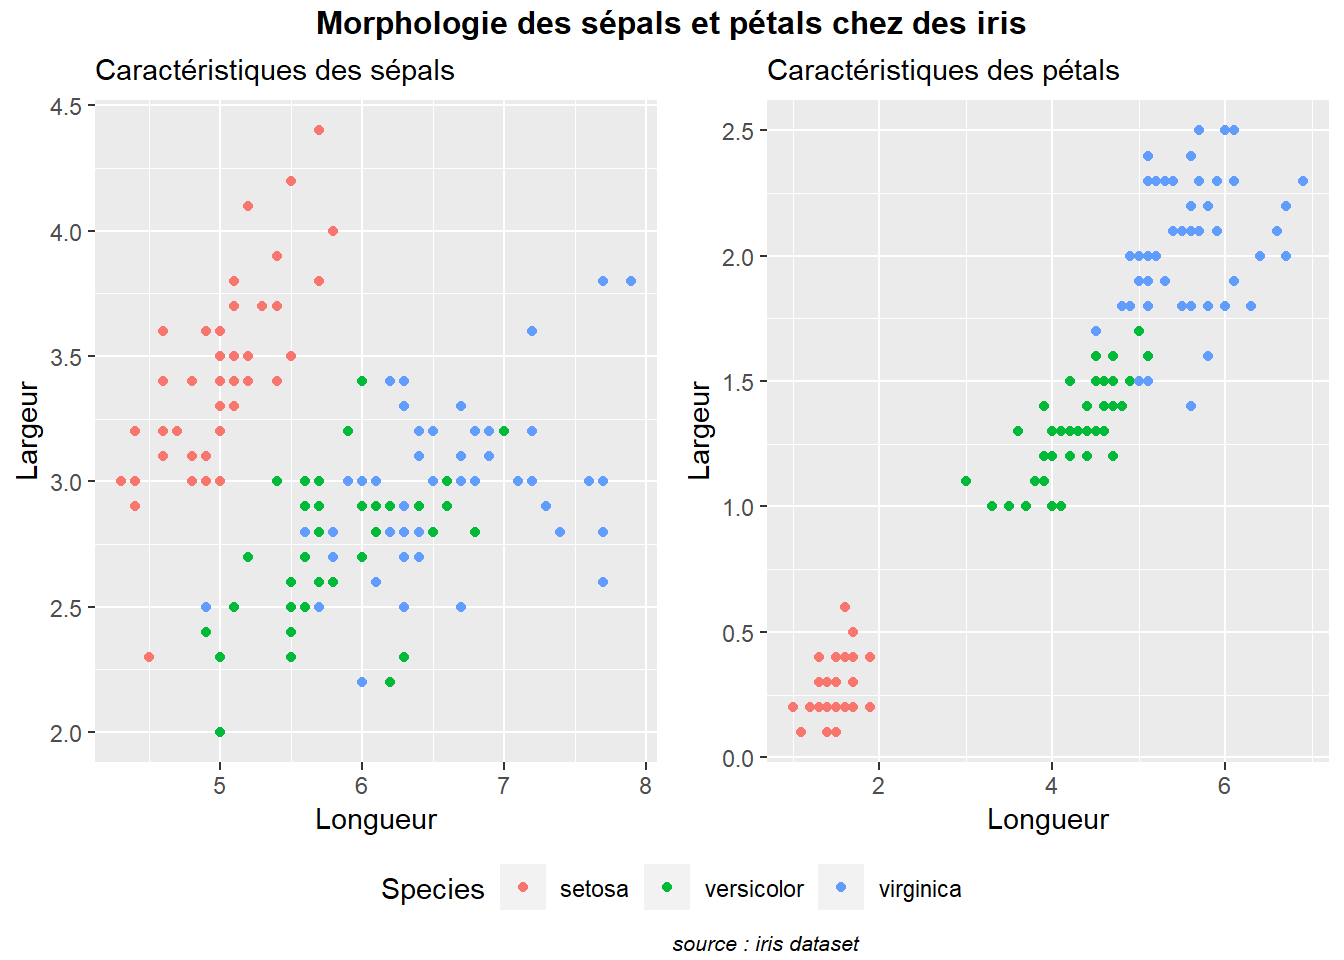 Morphologie des sépals et pétals chez des iris
Caractéristiques des sépals
4.5
4.0
3.5
3.0
2.5
2.0
Largeur
5 6 7 8
Longueur
Caractéristiques des pétals
2.5
2.0
1.5
1.0
0.5
0.0
Largeur
2 4 6
Longueur
Species setosa versicolor virginica
source : iris dataset